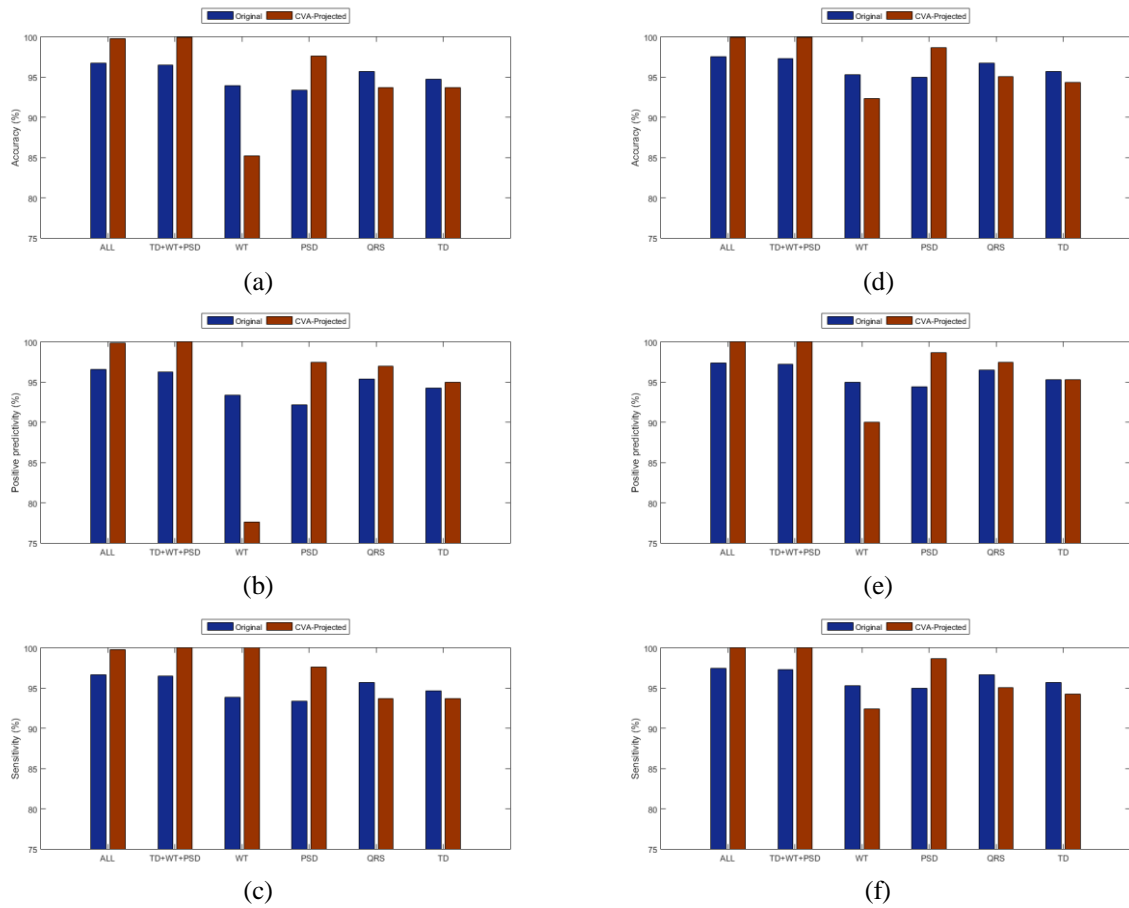 Original CVA-Projected
100
95
90
85
80
75
Accuracy (%)
ALL TD+WT+PSD WT PSD QRS TD
(a)
Original CVA-Projected
100
95
90
85
80
75
Accuracy (%)
ALL TD+WT+PSD WT PSD QRS TD
(d)
Original CVA-Projected
100
95
90
85
80
75
Positive predictivity (%)
ALL TD+WT+PSD WT PSD QRS TD
(b)
Original CVA-Projected
100
95
90
85
80
75
Positive predictivity (%)
ALL TD+WT+PSD WT PSD QRS TD
(e)
Original CVA-Projected
100
95
90
85
80
75
Sensitivity (%)
ALL TD+WT+PSD WT PSD QRS TD
(c)
Original CVA-Projected
100
95
90
85
80
75
Sensitivity (%)
ALL TD+WT+PSD WT PSD QRS TD
(f)